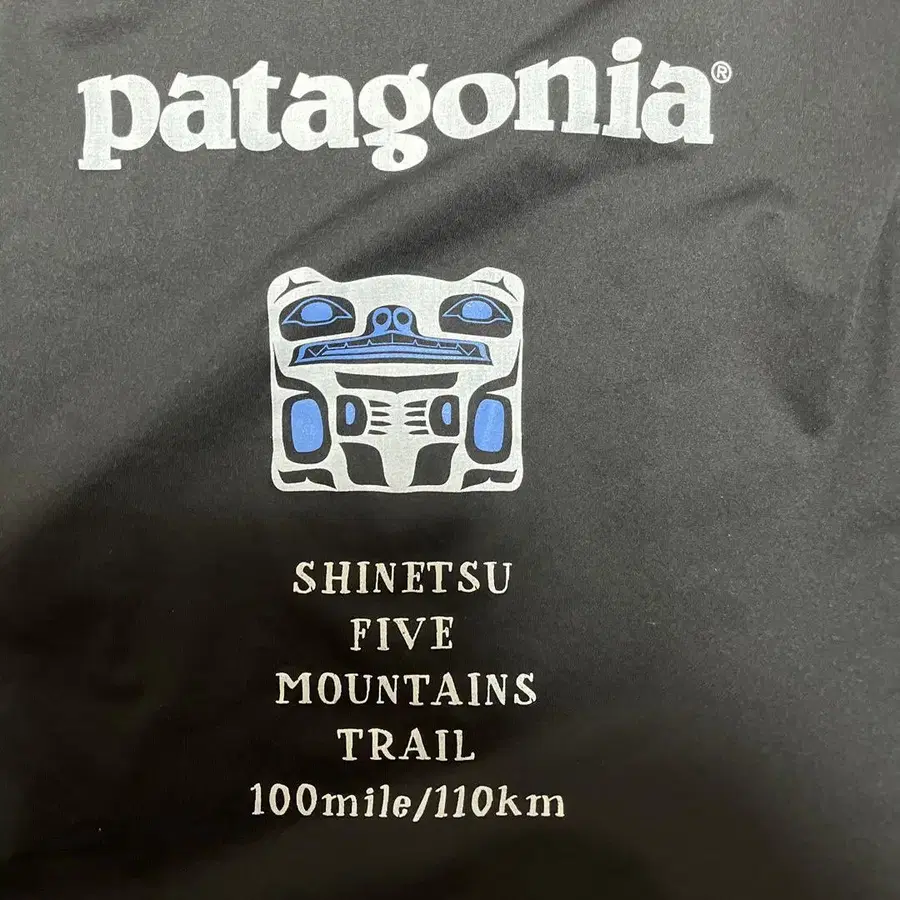 patagonia®
SHINETSU
FIVE
MOUNTAINS
TRAIL
100mile/110km